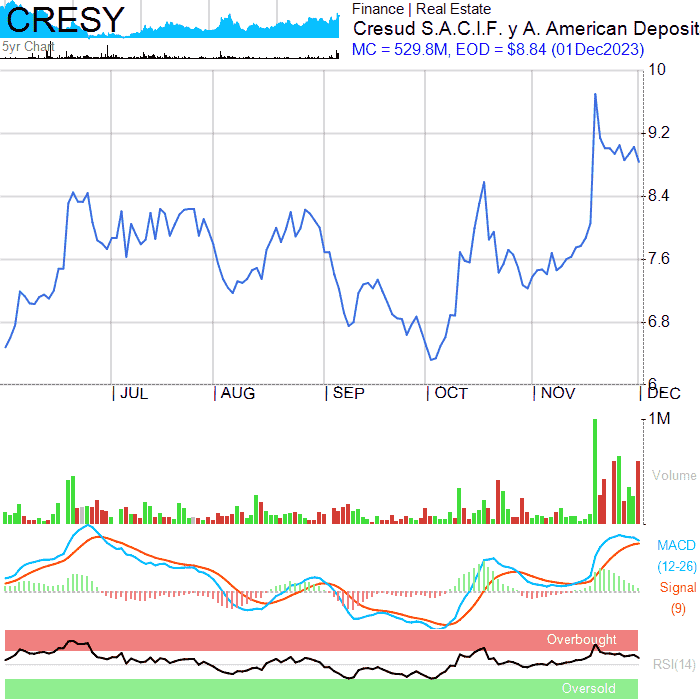 CRESY
Finance | Real Estate
Cresud S.A.C.I.F. y A. American Deposit
5yr Chart
MC = 529.8M, EOD = $8.84 (01Dec2023)
10
9.2
8.4
7.6
6.8
6
JUL
AUG
SEP
OCT
NOV
DEC
1M
Volume
MACD
(12-26)
Signal
(9)
Overbought
RSI(14)
Oversold